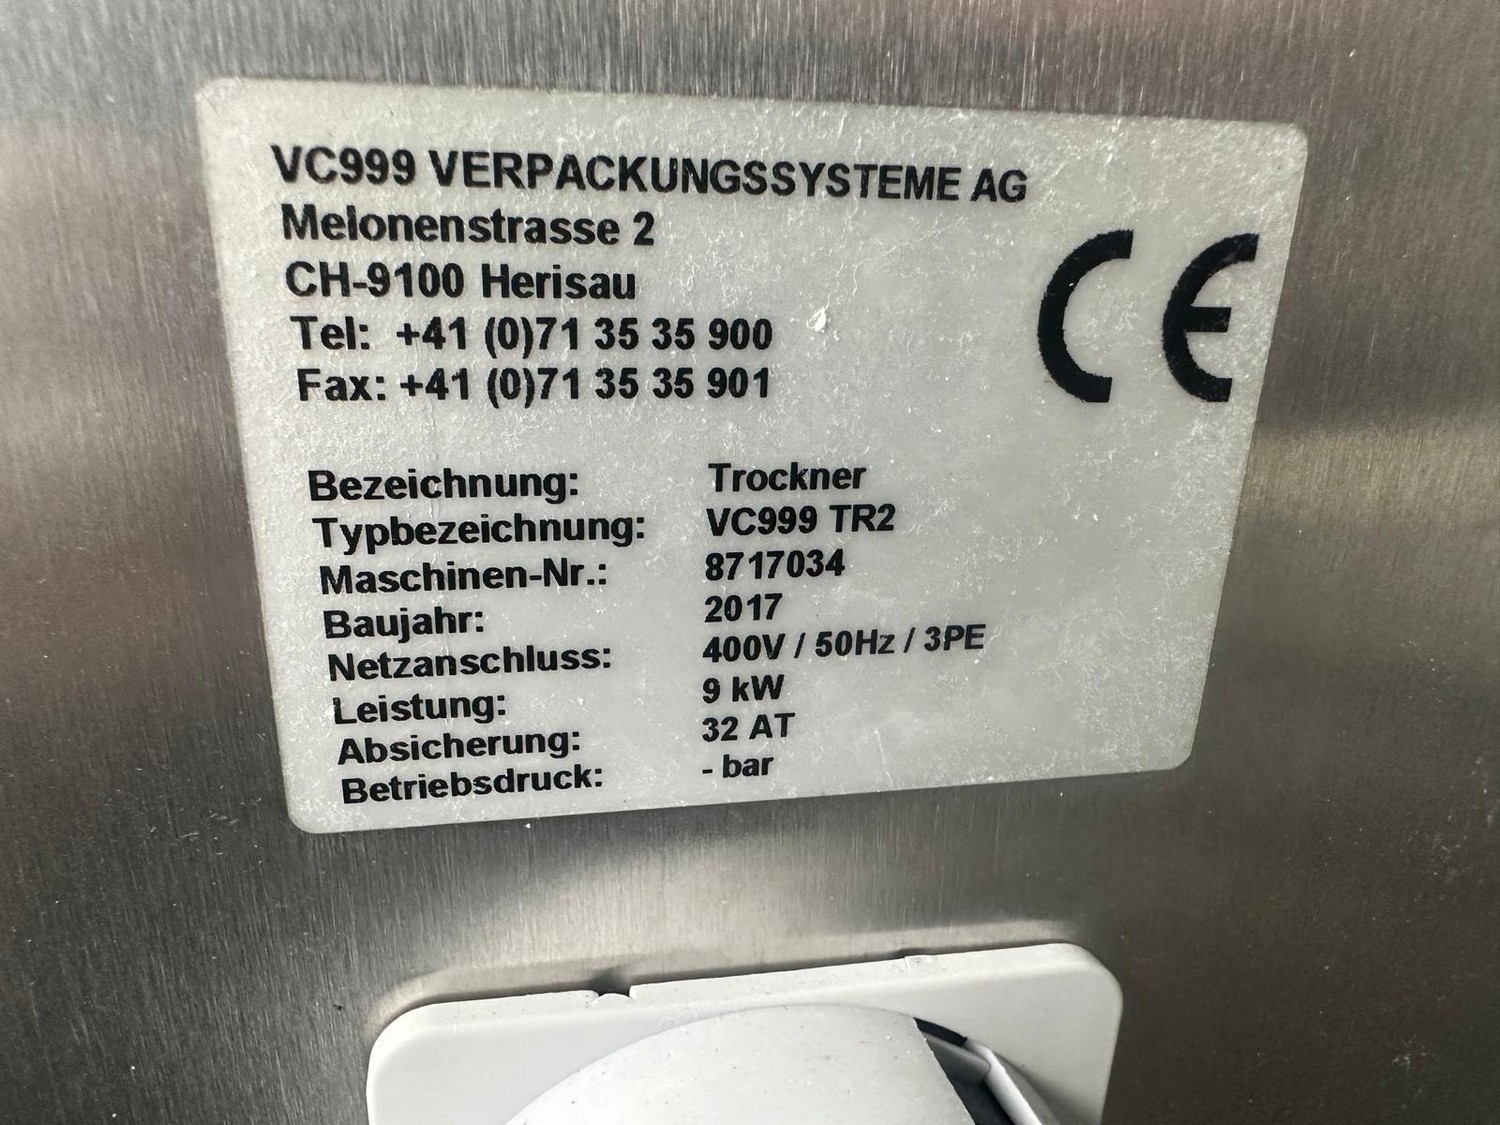 VC999 VERPACKUNGSSYSTEME AG
Melonenstrasse 2
CH-9100 Herisau
Tel: +41 (0)71 35 35 900
Fax: +41 (0)71 35 35 901
CE
Bezeichnung: Trockner
Typbezeichnung: VC999 TR2
Maschinen-Nr.: 8717034
Baujahr: 2017
Netzanschluss: 400V / 50Hz / 3PE
Leistung: 9 kW
Absicherung: 32 AT
Betriebsdruck: - bar